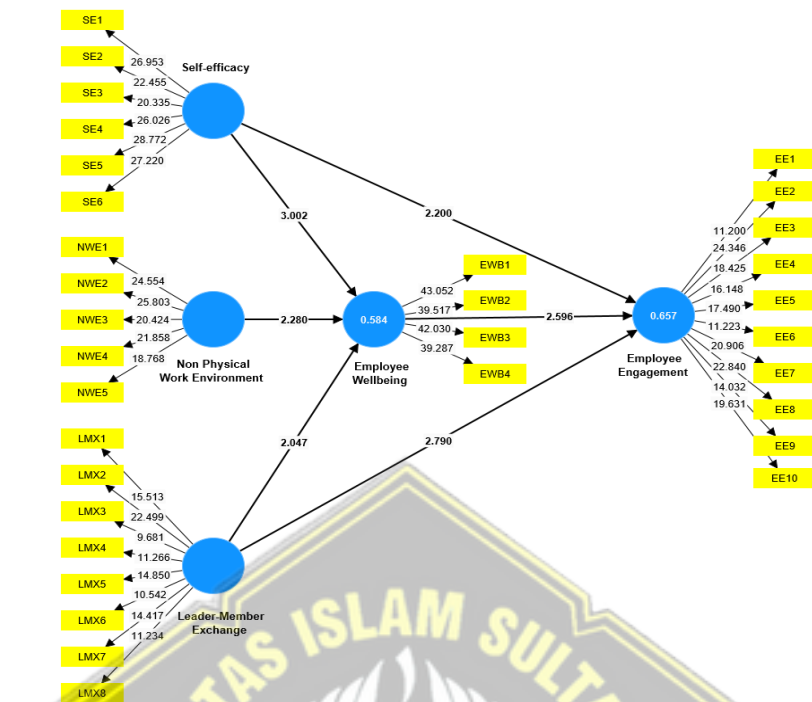 SE1
SE2
SE3
SE4
SE5
SE6
26.953
22.455
20.335
26.026
28.772
27.220
Self-efficacy
3.002
2.200
NWE1
NWE2
NWE3
NWE4
NWE5
24.554
25.803
20.424
21.858
18.768
Non Physical
Work Environment
2.280
0.584
Employee
Wellbeing
EWB1
EWB2
EWB3
EWB4
43.052
39.517
42.030
39.287
2.596
0.657
Employee
Engagement
EE1
EE2
EE3
EE4
EE5
EE6
EE7
EE8
EE9
EE10
11.200
24.346
18.425
16.148
17.490
11.223
20.906
22.840
14.032
19.631
2.047
2.790
LMX1
LMX2
LMX3
LMX4
LMX5
LMX6
LMX7
LMX8
15.513
22.499
9.681
11.266
14.850
10.542
14.417
11.234
Leader-Member
Exchange
ISLAM